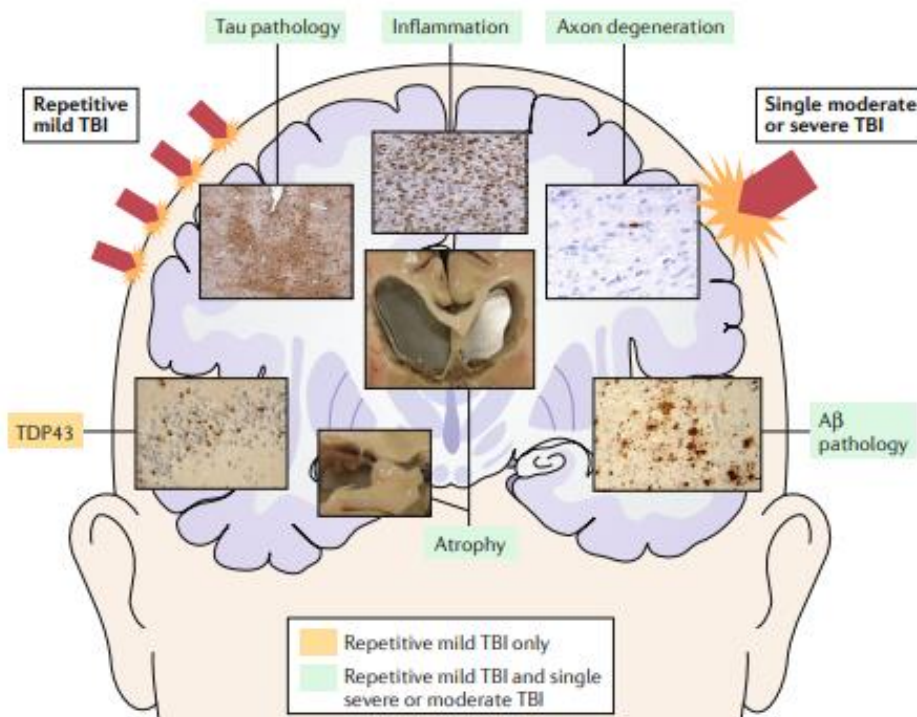 Tau pathology
Inflammation
Axon degeneration
Repetitive
mild TBI
Single moderate
or severe TBI
TDP43
Aβ
pathology
Atrophy
Repetitive mild TBI only
Repetitive mild TBI and single
severe or moderate TBI